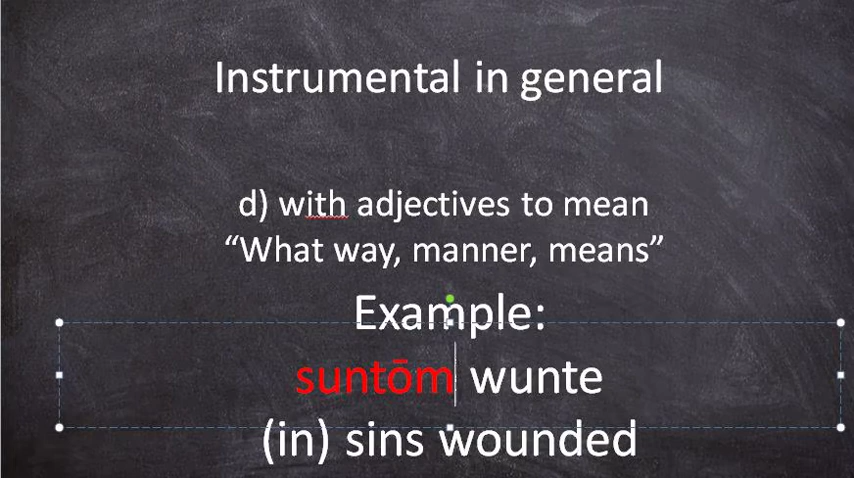 Instrumental in general
d) with adjectives to mean
“What way, manner, means”
Example:
suntōm wunte
(in) sins wounded